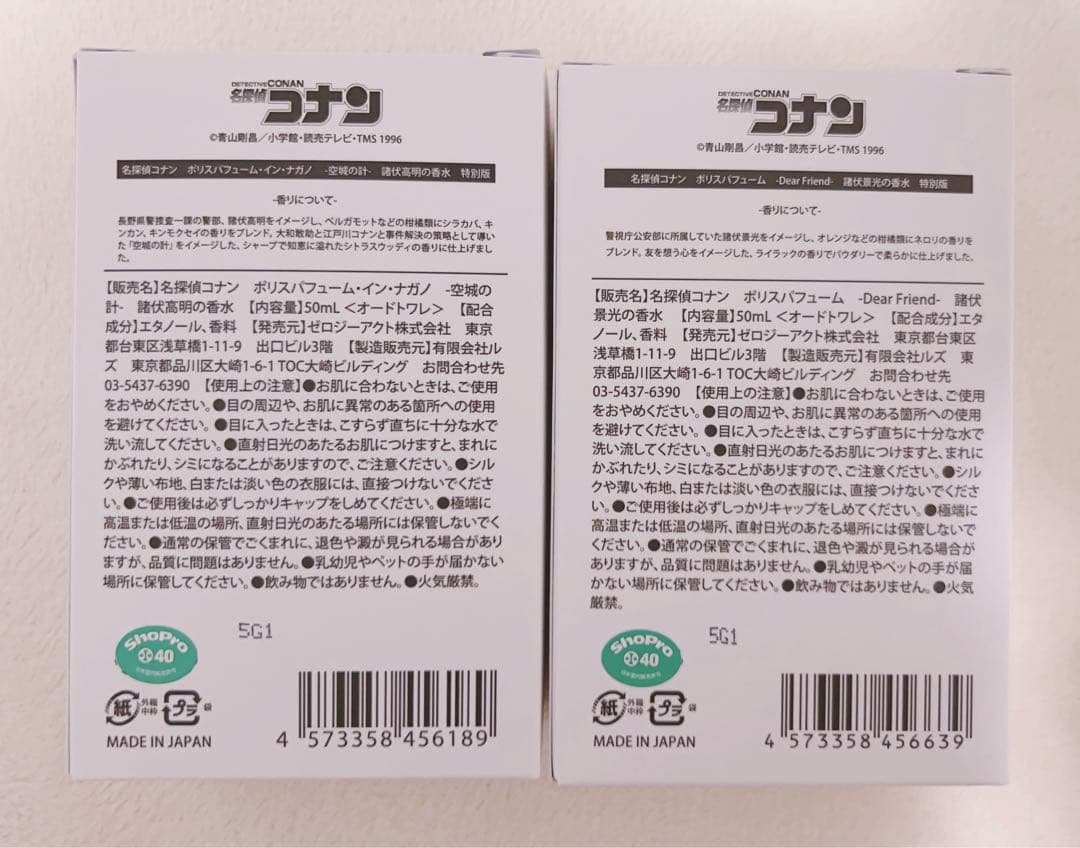 DETECTIVE CONAN
名探偵コナン
©青山剛昌／小学館・読売テレビ・TMS 1996
名探偵コナン　ポリスパフューム・イン・ナガノ　-空城の計-　諸伏高明の香水　特別版
-香りについて-
長野県警捜査一課の警部、諸伏高明をイメージし、ベルガモットなどの柑橘類にシラカバ、キ
ンカン、キンモクセイの香りをブレンド。大和敢助と江戸川コナンと事件解決の策略として導い
た「空城の計」をイメージした、シャープで知恵に溢れたシトラスウッディの香りに仕上げまし
た。
【販売名】名探偵コナン　ポリスパフューム・イン・ナガノ　-空城の
計-　諸伏高明の香水　【内容量】50mL ＜オードトワレ＞　【配合
成分】エタノール、香料　【発売元】ゼロジーアクト株式会社　東京
都台東区浅草橋1-11-9　出口ビル3階　【製造販売元】有限会社ル
ズ　東京都品川区大崎1-6-1 TOC大崎ビルディング　お問合わせ先
03-5437-6390　【使用上の注意】●お肌に合わないときは、ご使用
をおやめください。●目の周辺や、お肌に異常のある箇所への使用
を避けてください。●目に入ったときは、こすらず直ちに十分な水で
洗い流してください。●直射日光のあたるお肌につけますと、まれに
かぶれたり、シミになることがありますので、ご注意ください。●シル
クや薄い布地、白または淡い色の衣服には、直接つけないでくだ
さい。●ご使用後は必ずしっかりキャップをしめてください。●極端に
高温または低温の場所、直射日光のあたる場所には保管しないでく
ださい。●通常の保管でごくまれに、退色や澱が見られる場合があり
ますが、品質に問題はありません。●乳幼児やペットの手が届かない
場所に保管してください。●飲み物ではありません。●火気厳禁。
5G1
ShoPro
小 40
日本国内販売許可
紙 外箱 中枠
プラ 袋
MADE IN JAPAN
4 573358 456189
DETECTIVE CONAN
名探偵コナン
©青山剛昌／小学館・読売テレビ・TMS 1996
名探偵コナン　ポリスパフューム　-Dear Friend-　諸伏景光の香水　特別版
-香りについて-
警視庁公安部に所属していた諸伏景光をイメージし、オレンジなどの柑橘類にネロリの香りを
ブレンド。友を想う心をイメージした、ライラックの香りでパウダリーで柔らかに仕上げました。
【販売名】名探偵コナン　ポリスパフューム　-Dear Friend-　諸伏
景光の香水　【内容量】50mL ＜オードトワレ＞　【配合成分】エタ
ノール、香料　【発売元】ゼロジーアクト株式会社　東京都台東区
浅草橋1-11-9　出口ビル3階　【製造販売元】有限会社ルズ　東
京都品川区大崎1-6-1 TOC大崎ビルディング　お問合わせ先
03-5437-6390　【使用上の注意】●お肌に合わないときは、ご使用
をおやめください。●目の周辺や、お肌に異常のある箇所への使用
を避けてください。●目に入ったときは、こすらず直ちに十分な水で
洗い流してください。●直射日光のあたるお肌につけますと、まれに
かぶれたり、シミになることがありますので、ご注意ください。●シル
クや薄い布地、白または淡い色の衣服には、直接つけないでくださ
い。●ご使用後は必ずしっかりキャップをしめてください。●極端に
高温または低温の場所、直射日光のあたる場所には保管しないで
ください。●通常の保管でごくまれに、退色や澱が見られる場合が
ありますが、品質に問題はありません。●乳幼児やペットの手が届
かない場所に保管してください。●飲み物ではありません。●火気
厳禁。
5G1
ShoPro
小 40
日本国内販売許可
紙 外箱 中枠
プラ 袋
MADE IN JAPAN
4 573358 456639